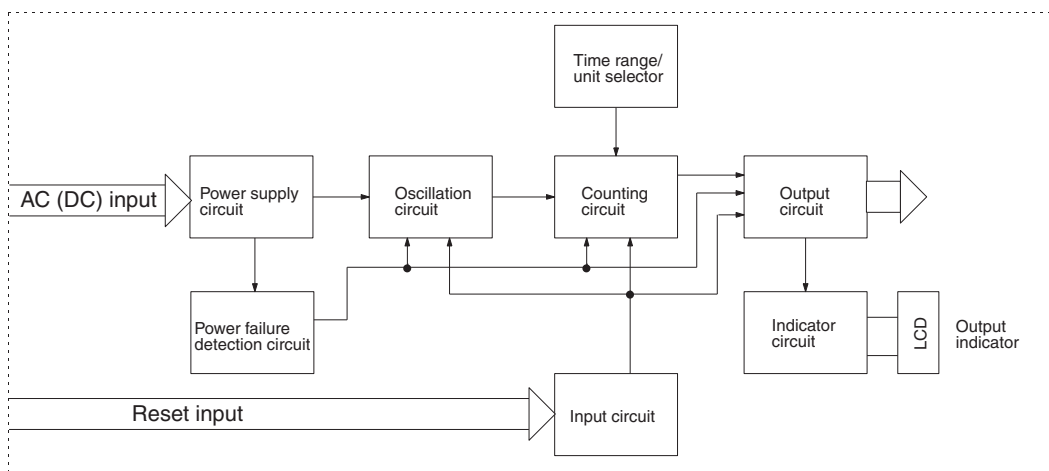 Time range/
unit selector
AC (DC) input
Power supply
circuit
Oscillation
circuit
Counting
circuit
Output
circuit
Power failure
detection circuit
Indicator
circuit
LCD
Output
indicator
Reset input
Input circuit